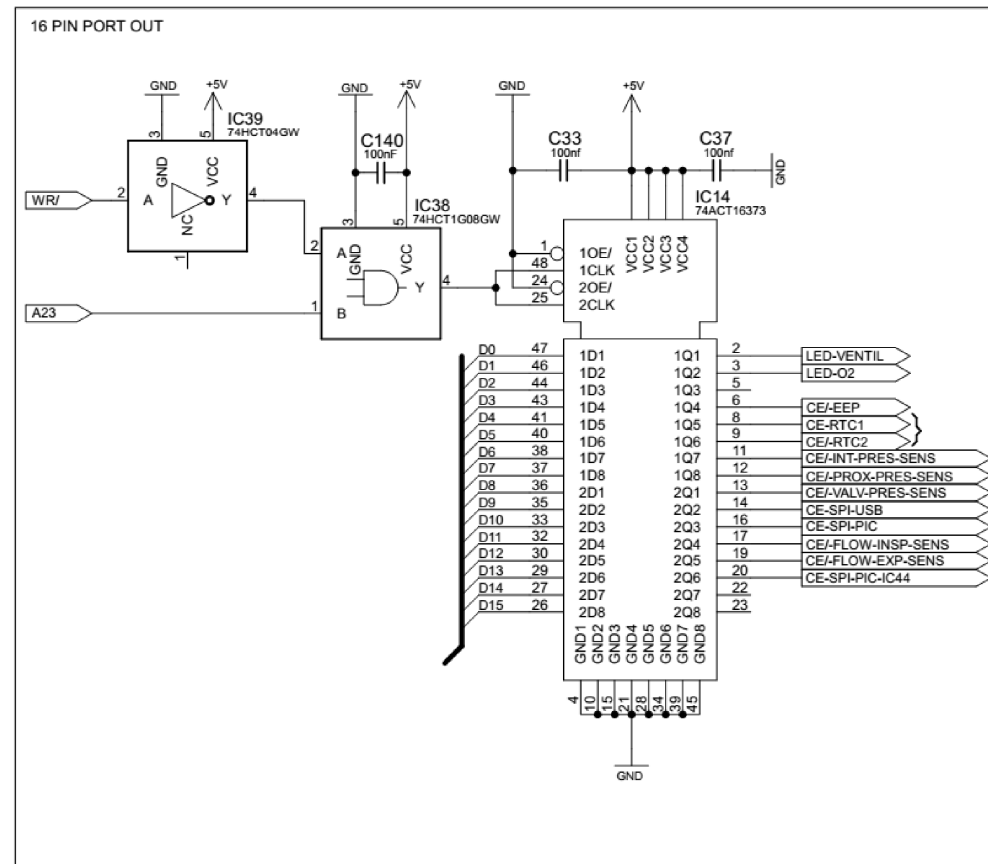 16 PIN PORT OUT
GND
+5V
GND
+5V
GND
+5V
IC39
74HCT04GW
C140
100nF
C33
100nf
C37
100nf
GND
3
5
GND
VCC
WR/
2
A
Y
4
NC
1
IC38
74HCT1G08GW
3
5
2
A
GND
VCC
Y
4
A23
1
B
IC14
74ACT16373
VCC1
VCC2
VCC3
VCC4
1
1OE/
48
1CLK
24
2OE/
25
2CLK
D0 47 1D1 1Q1 2 LED-VENTIL
D1 46 1D2 1Q2 3 LED-O2
D2 44 1D3 1Q3 5
D3 43 1D4 1Q4 6 CE/-EEP
D4 41 1D5 1Q5 8 CE-RTC1
D5 40 1D6 1Q6 9 CE/-RTC2
D6 38 1D7 1Q7 11 CE/-INT-PRES-SENS
D7 37 1D8 1Q8 12 CE/-PROX-PRES-SENS
D8 36 2D1 2Q1 13 CE/-VALV-PRES-SENS
D9 35 2D2 2Q2 14 CE-SPI-USB
D10 33 2D3 2Q3 16 CE-SPI-PIC
D11 32 2D4 2Q4 17 CE/-FLOW-INSP-SENS
D12 30 2D5 2Q5 19 CE/-FLOW-EXP-SENS
D13 29 2D6 2Q6 20 CE-SPI-PIC-IC44
D14 27 2D7 2Q7 22
D15 26 2D8 2Q8 23
GND1
GND2
GND3
GND4
GND5
GND6
GND7
GND8
4
10
15
21
28
34
39
45
GND